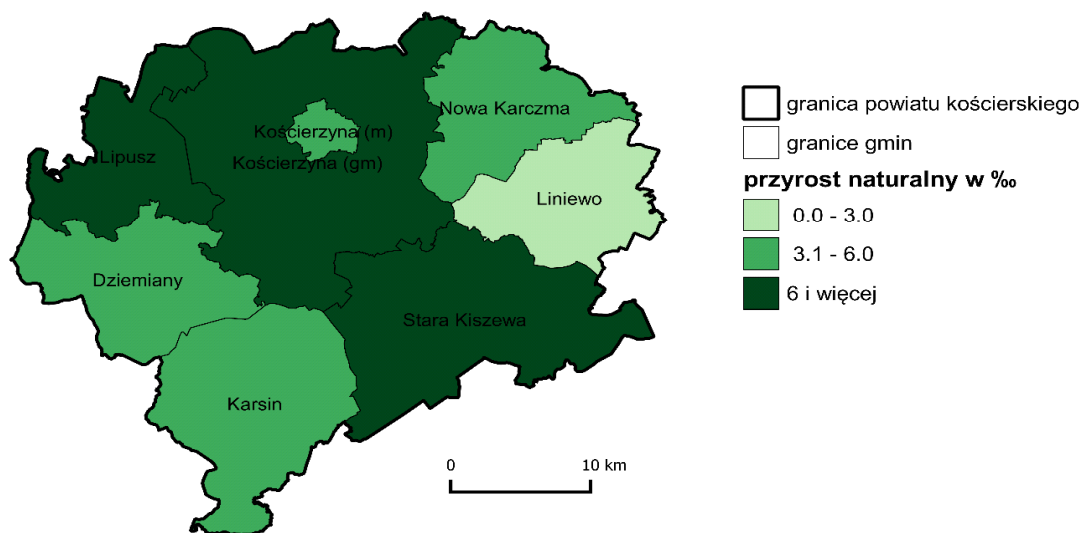 Nowa Karczma
Kościerzyna (m)
Lipusz
Kościerzyna (gm)
Liniewo
Dziemiany
Stara Kiszewa
Karsin
0 10 km
granica powiatu kościerskiego
granice gmin
przyrost naturalny w ‰
0.0 - 3.0
3.1 - 6.0
6 i więcej